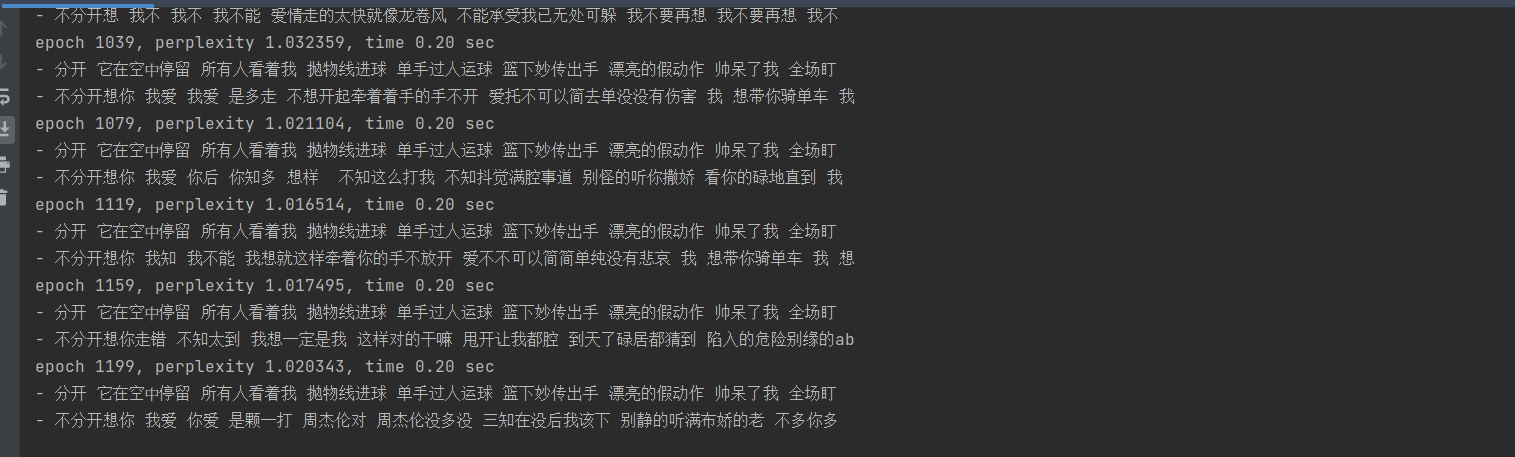 - 不分开想 我不 我不 我不能 爱情走的太快就像龙卷风 不能承受我已无处可躲 我不要再想 我不要再想 我不
epoch 1039, perplexity 1.032359, time 0.20 sec
- 分开 它在空中停留 所有人看着我 抛物线进球 单手过人运球 篮下妙传出手 漂亮的假动作 帅呆了我 全场盯
- 不分开想你 我爱 我爱 是多走 不想开起牵着着手的手不开 爱托不可以简去单没没有伤害 我 想带你骑单车 我
epoch 1079, perplexity 1.021104, time 0.20 sec
- 分开 它在空中停留 所有人看着我 抛物线进球 单手过人运球 篮下妙传出手 漂亮的假动作 帅呆了我 全场盯
- 不分开想你 我爱 你后 你知多 想样  不知这么打我 不知抖觉满腔事道 别怪的听你撒娇 看你的碌地直到 我
epoch 1119, perplexity 1.016514, time 0.20 sec
- 分开 它在空中停留 所有人看着我 抛物线进球 单手过人运球 篮下妙传出手 漂亮的假动作 帅呆了我 全场盯
- 不分开想你 我知 我不能 我想就这样牵着你的手不放开 爱不不可以简简单纯没有悲哀 我 想带你骑单车 我 想
epoch 1159, perplexity 1.017495, time 0.20 sec
- 分开 它在空中停留 所有人看着我 抛物线进球 单手过人运球 篮下妙传出手 漂亮的假动作 帅呆了我 全场盯
- 不分开想你走错 不知太到 我想一定是我 这样对的干嘛 甩开让我都腔 到天了碌居都猜到 陷入的危险别缘的ab
epoch 1199, perplexity 1.020343, time 0.20 sec
- 分开 它在空中停留 所有人看着我 抛物线进球 单手过人运球 篮下妙传出手 漂亮的假动作 帅呆了我 全场盯
- 不分开想你 我爱 你爱 是颗一打 周杰伦对 周杰伦没多没 三知在没后我该下 别静的听满布娇的老 不多你多